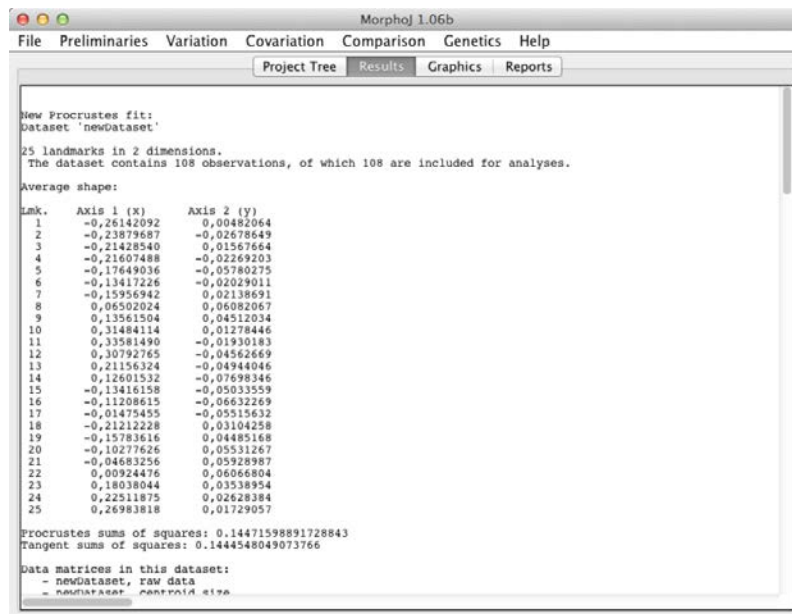 MorphoJ 1.06b
File Preliminaries Variation Covariation Comparison Genetics Help
Project Tree Results Graphics Reports
New Procrustes fit:
Dataset 'newDataset'
25 landmarks in 2 dimensions.
The dataset contains 108 observations, of which 108 are included for analyses.
Average shape:
Lmk. Axis 1 (x) Axis 2 (y)
1 -0,26142092 0,00482064
2 -0,23879687 -0,02678649
3 -0,21428540 0,01567664
4 -0,21607488 -0,02269203
5 -0,17649036 -0,05780275
6 -0,13417226 -0,02029011
7 -0,15956942 0,02138691
8 0,06502024 0,06082067
9 0,13561504 0,04512034
10 0,31484114 0,01278446
11 0,33581490 -0,01930183
12 0,30792765 -0,04562669
13 0,21156324 -0,04944046
14 0,12601532 -0,07698346
15 -0,13416158 -0,05033559
16 -0,11208615 -0,06632269
17 -0,01475455 -0,05515632
18 -0,21212228 0,03104258
19 -0,15783616 0,04485168
20 -0,10277626 0,05531267
21 -0,04683256 0,05928987
22 0,00924476 0,06066804
23 0,18038044 0,03538954
24 0,22511875 0,02628384
25 0,26983818 0,01729057
Procrustes sums of squares: 0.14471598891728843
Tangent sums of squares: 0.1444548049073766
Data matrices in this dataset:
- newDataset, raw data
- newDataset, centroid size